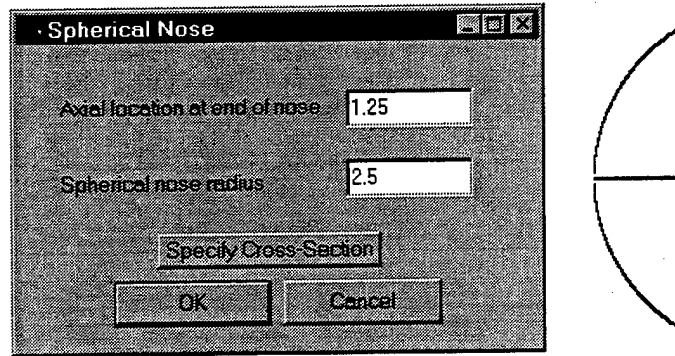 Spherical Nose
Axial location at end of nose 1.25
Spherical nose radius 2.5
Specify Cross-Section
OK Cancel